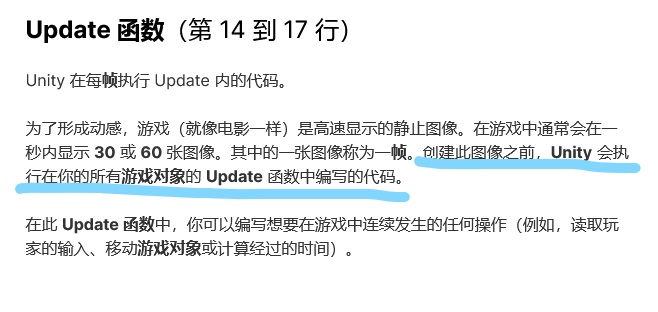 Update 函数（第 14 到 17 行）
Unity 在每帧执行 Update 内的代码。
为了形成动感，游戏（就像电影一样）是高速显示的静止图像。在游戏中通常会在一
秒内显示 30 或 60 张图像。其中的一张图像称为一帧。创建此图像之前，Unity 会执
行在你的所有游戏对象的 Update 函数中编写的代码。
在此 Update 函数中，你可以编写想要在游戏中连续发生的任何操作（例如，读取玩
家的输入、移动游戏对象或计算经过的时间）。